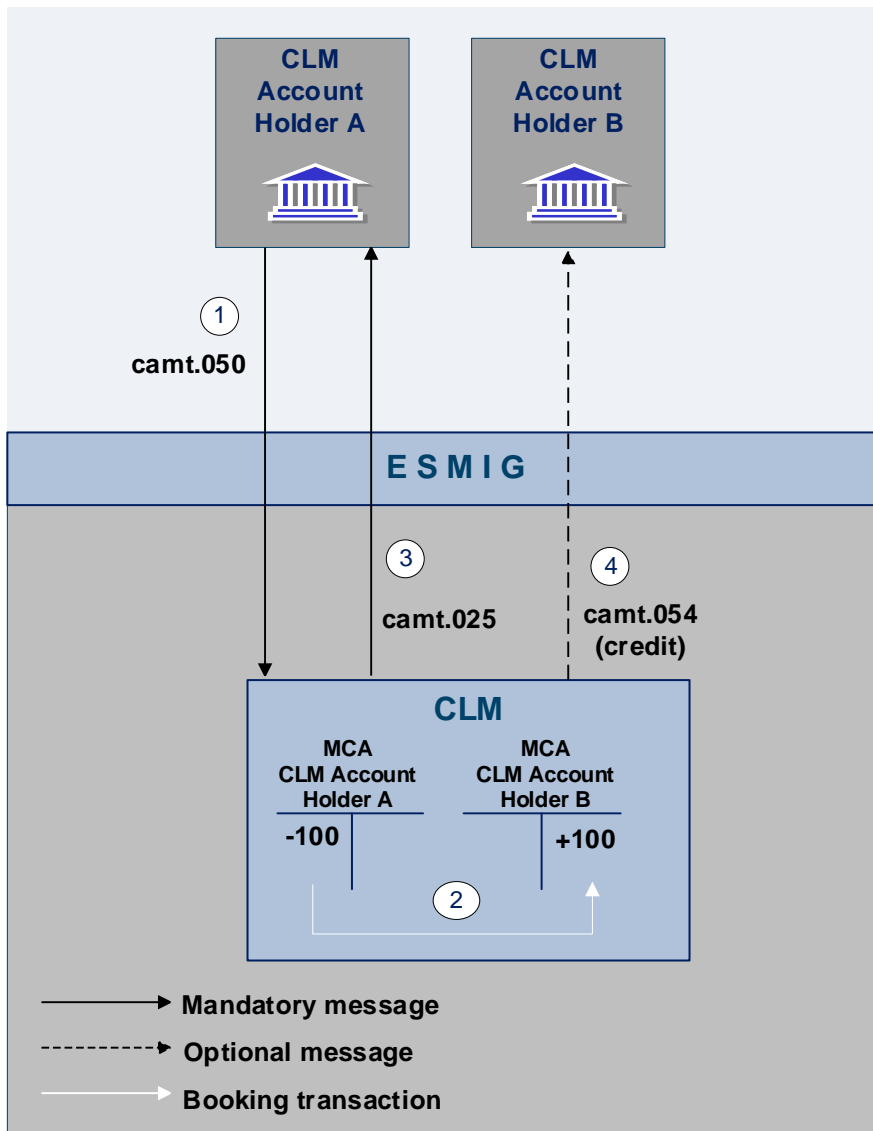 CLM
Account
Holder A
CLM
Account
Holder B
1
camt.050
E S M I G
3
camt.025
4
camt.054
(credit)
CLM
MCA
CLM Account
Holder A
MCA
CLM Account
Holder B
-100
+100
2
Mandatory message
Optional message
Booking transaction